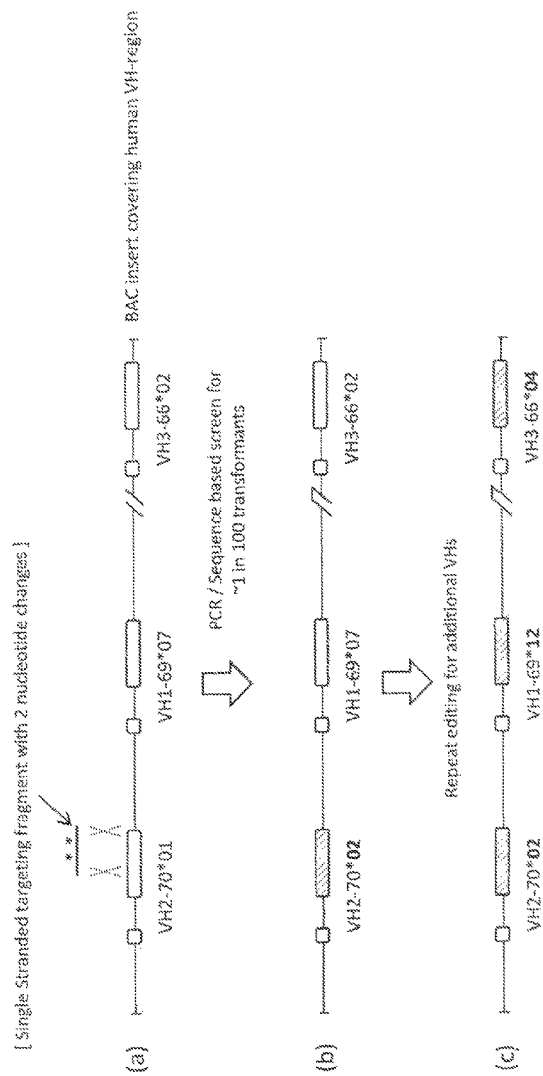 [ Single Stranded targeting fragment with 2 nucleotide changes ]
* *
(a)
BAC insert covering human VH-region
VH2-70*01
VH1-69*07
VH3-66*02
PCR / Sequence based screen for
~1 in 100 transformants
(b)
VH2-70*02
VH1-69*07
VH3-66*02
Repeat editing for additional VHs
(c)
VH2-70*02
VH1-69*12
VH3-66*04